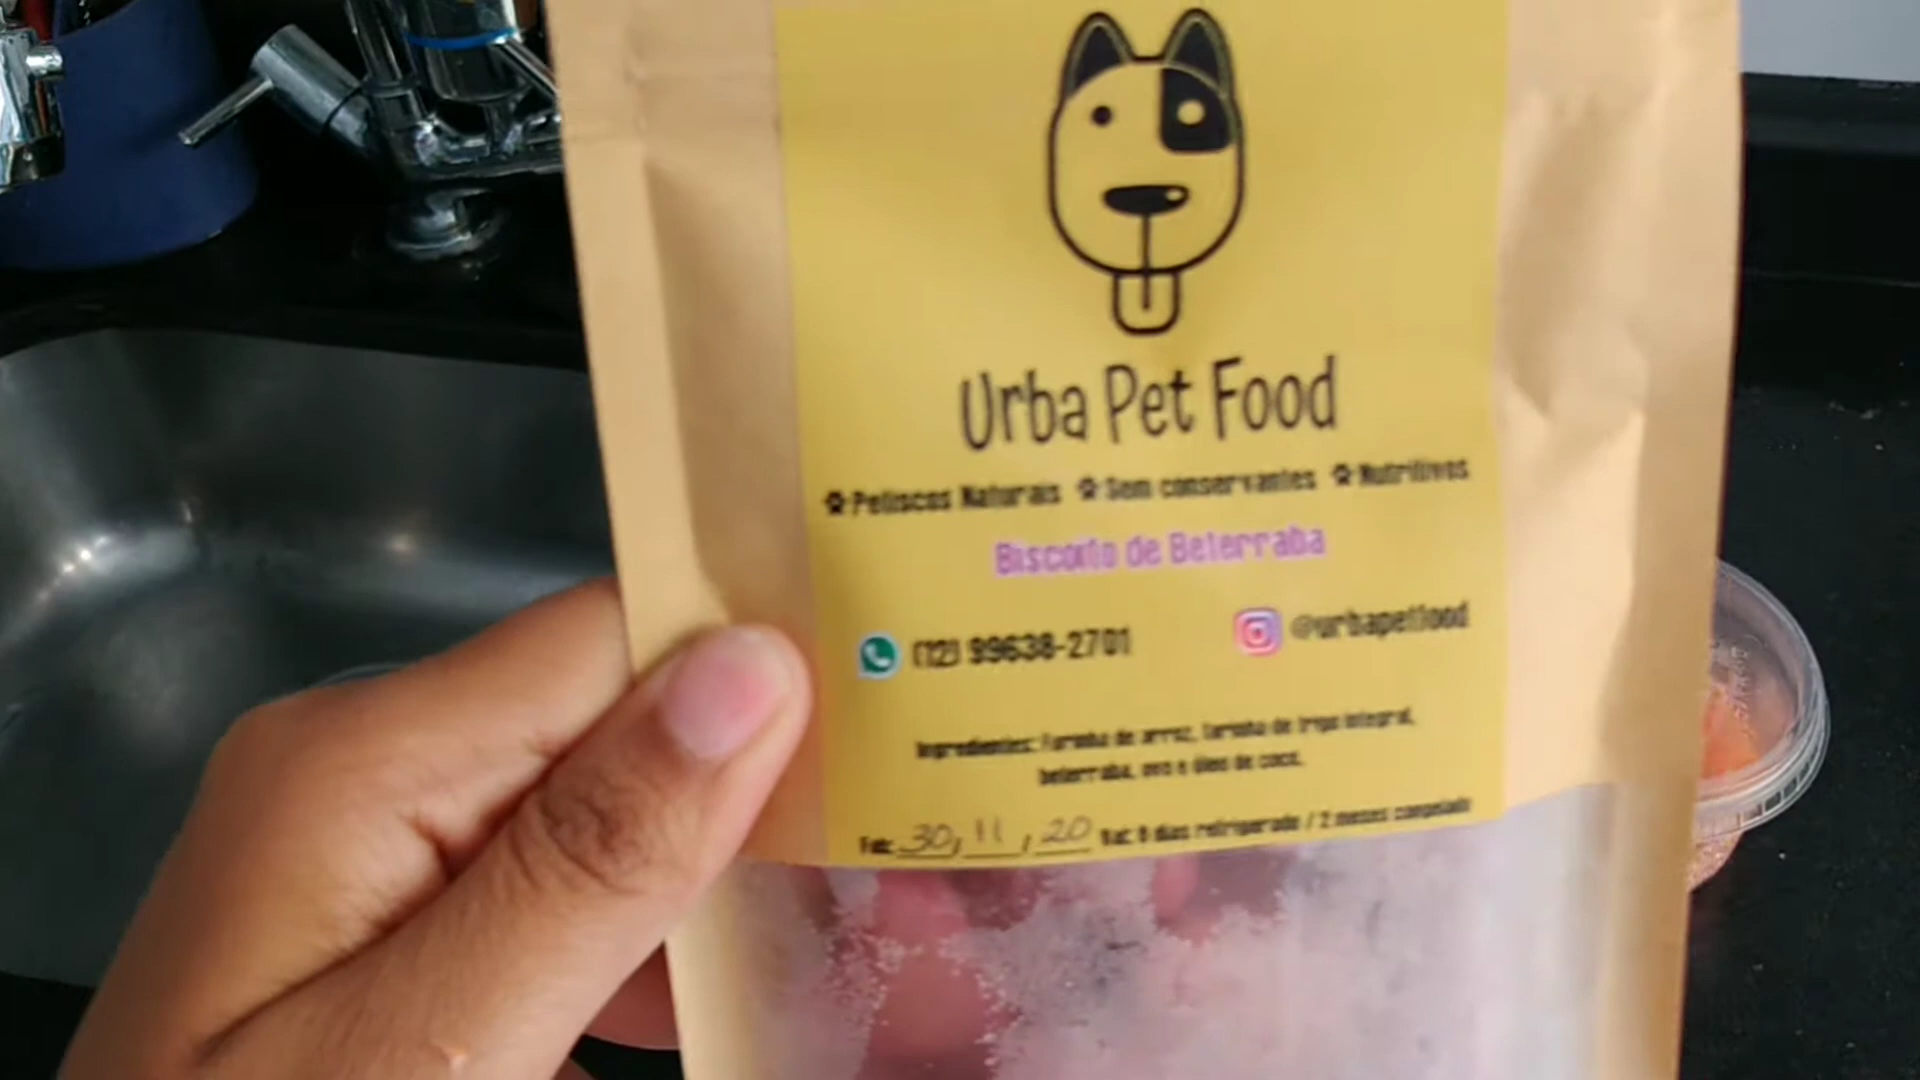 Urba Pet Food
Petiscos Naturais Sem conservantes Nutritivos
Biscoito de Beterraba
(12) 99638-2701 @urbapetfood
Ingredientes: Farinha de arroz, farinha de trigo integral,
beterraba, ovo e óleo de coco.
Fab: 30, 11, 20 Val: 8 dias refrigerado / 2 meses congelado